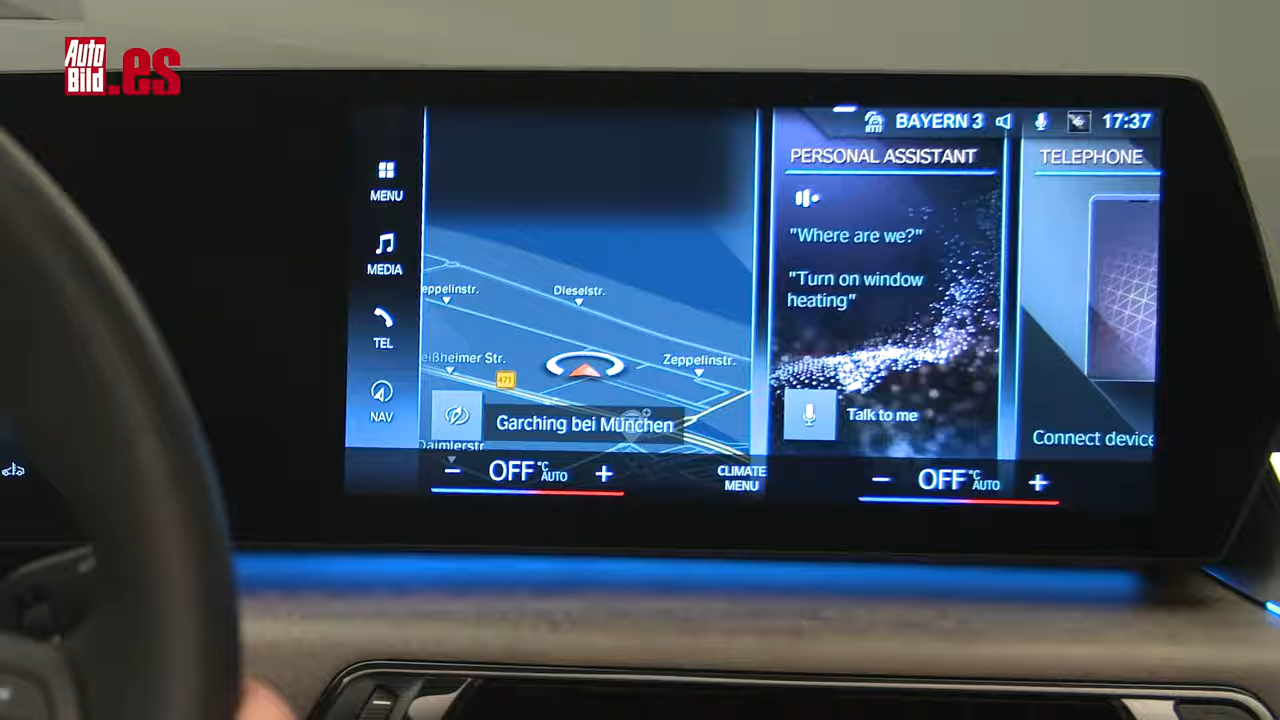 Auto
Bild
.es
BAYERN 3
17:37
MENU
MEDIA
TEL
NAV
eppelinstr.
Dieselstr.
eißheimer Str.
Zeppelinstr.
471
Garching bei München
Daimlerstr
PERSONAL ASSISTANT
"Where are we?"
"Turn on window
heating"
Talk to me
TELEPHONE
Connect device
- OFF °C AUTO +
CLIMATE
MENU
- OFF °C AUTO +